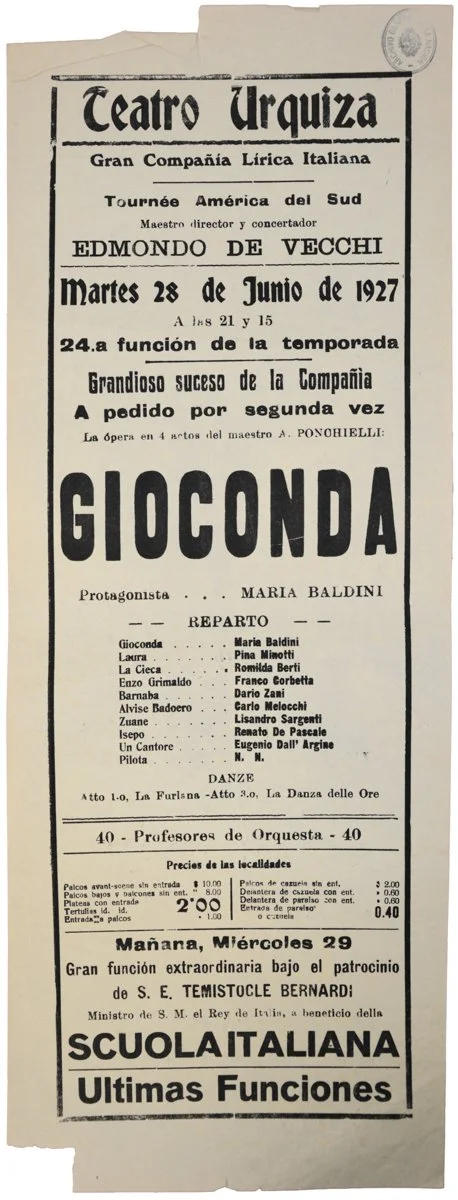 Teatro Urquiza
Gran Compañía Lírica Italiana
Tournée América del Sud
Maestro director y concertador
EDMONDO DE VECCHI
Martes 28 de Junio de 1927
A las 21 y 15
24.a función de la temporada
Grandioso suceso de la Compañia
A pedido por segunda vez
La ópera en 4 actos del maestro A. PONCHIELLI:
GIOCONDA
Protagonista . . . MARIA BALDINI
— — REPARTO — —
Gioconda . . . . . Maria Baldini
Laura . . . . . . . Pina Minotti
La Cieca . . . . . . Romilda Berti
Enzo Grimaldo . . . Franco Corbetta
Barnaba . . . . . . Dario Zani
Alvise Badoero . . . Carlo Melocchi
Zuane . . . . . . . Lisandro Sargenti
Isepo . . . . . . . Renato De Pascale
Un Cantore . . . . Eugenio Dall' Argine
Pilota . . . . . . . N. N.
DANZE
Atto 1.o, La Furlana - Atto 3.o, La Danza delle Ore
40 - Profesores de Orquesta - 40
Precios de las localidades
Palcos avant-scene sin entrada $ 10.00
Palcos bajos y balcones sin ent. " 8.00
Plateas con entrada
Tertulias id. id. 2'00
Entrada a palcos " 1.00
Palcos de cazuela sin ent. $ 2.00
Delantera de cazuela con ent. " 0.60
Delantera de paraiso con ent. " 0.60
Entrada de paraiso
o cazuela 0.40
Mañana, Miércoles 29
Gran función extraordinaria bajo el patrocinio
de S. E. TEMISTOCLE BERNARDI
Ministro de S. M. el Rey de Italia, a beneficio della
SCUOLA ITALIANA
Ultimas Funciones